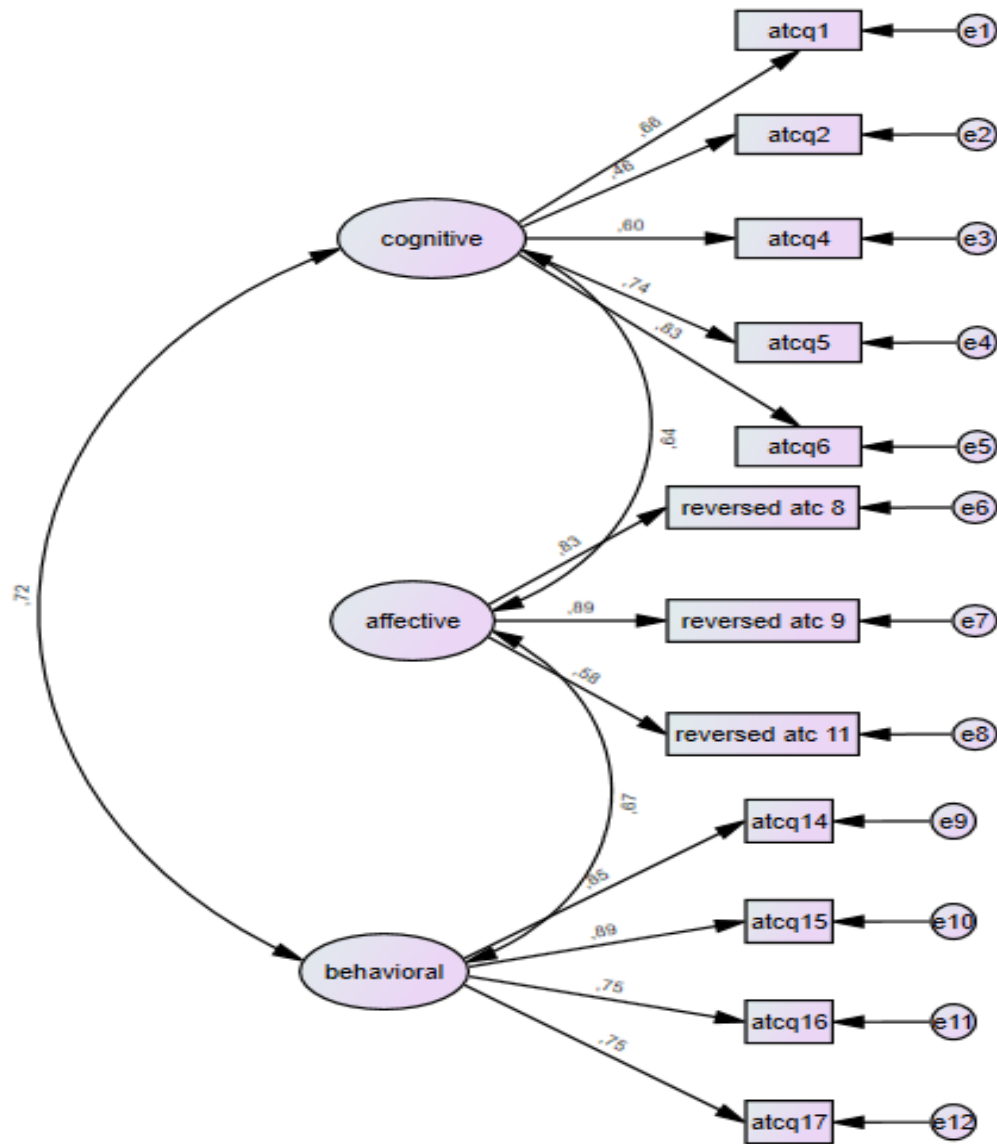 atcq1
e1
,66
atcq2
e2
,46
cognitive
,60
atcq4
e3
,74
atcq5
e4
,83
atcq6
e5
,64
reversed atc 8
e6
,83
affective
,89
reversed atc 9
e7
,58
reversed atc 11
e8
,72
,67
atcq14
e9
,85
,89
atcq15
e10
behavioral
,75
atcq16
e11
,75
atcq17
e12